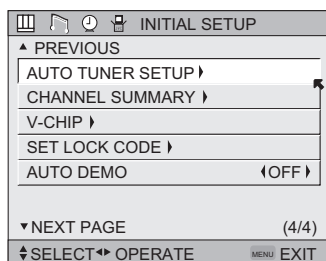 INITIAL SETUP
PREVIOUS
AUTO TUNER SETUP
CHANNEL SUMMARY
V-CHIP
SET LOCK CODE
AUTO DEMO OFF
NEXT PAGE (4/4)
SELECT OPERATE MENU EXIT